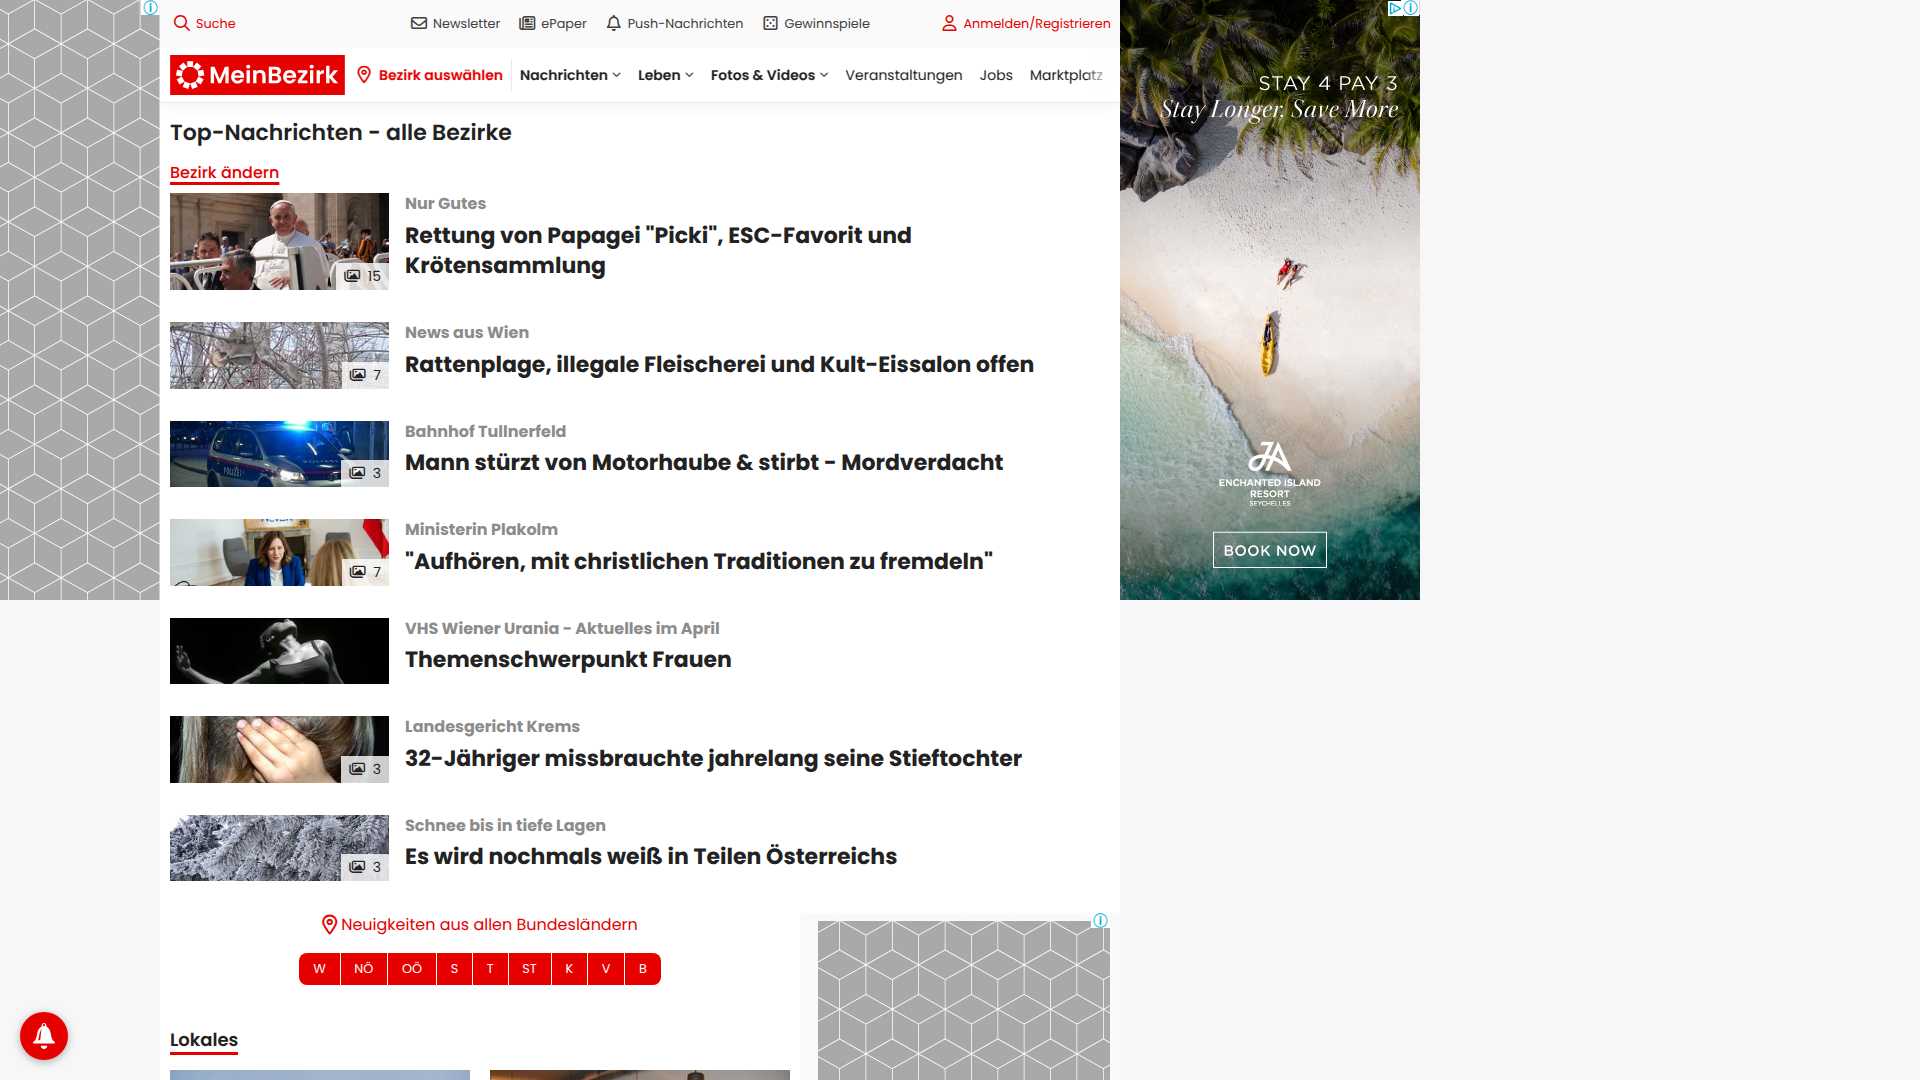 Suche
Newsletter
ePaper
Push-Nachrichten
Gewinnspiele
Anmelden/Registrieren
MeinBezirk
Bezirk auswählen
Nachrichten
Leben
Fotos & Videos
Veranstaltungen
Jobs
Marktplatz
Top-Nachrichten - alle Bezirke
Bezirk ändern
15
Nur Gutes
Rettung von Papagei "Picki", ESC-Favorit und
Krötensammlung
7
News aus Wien
Rattenplage, illegale Fleischerei und Kult-Eissalon offen
POLIZEI
3
Bahnhof Tullnerfeld
Mann stürzt von Motorhaube & stirbt - Mordverdacht
7
Ministerin Plakolm
"Aufhören, mit christlichen Traditionen zu fremdeln"
VHS Wiener Urania - Aktuelles im April
Themenschwerpunkt Frauen
3
Landesgericht Krems
32-Jähriger missbrauchte jahrelang seine Stieftochter
3
Schnee bis in tiefe Lagen
Es wird nochmals weiß in Teilen Österreichs
Neuigkeiten aus allen Bundesländern
W
NÖ
OÖ
S
T
ST
K
V
B
Lokales
STAY 4 PAY 3
Stay Longer, Save More
JA
ENCHANTED ISLAND
RESORT
SEYCHELLES
BOOK NOW